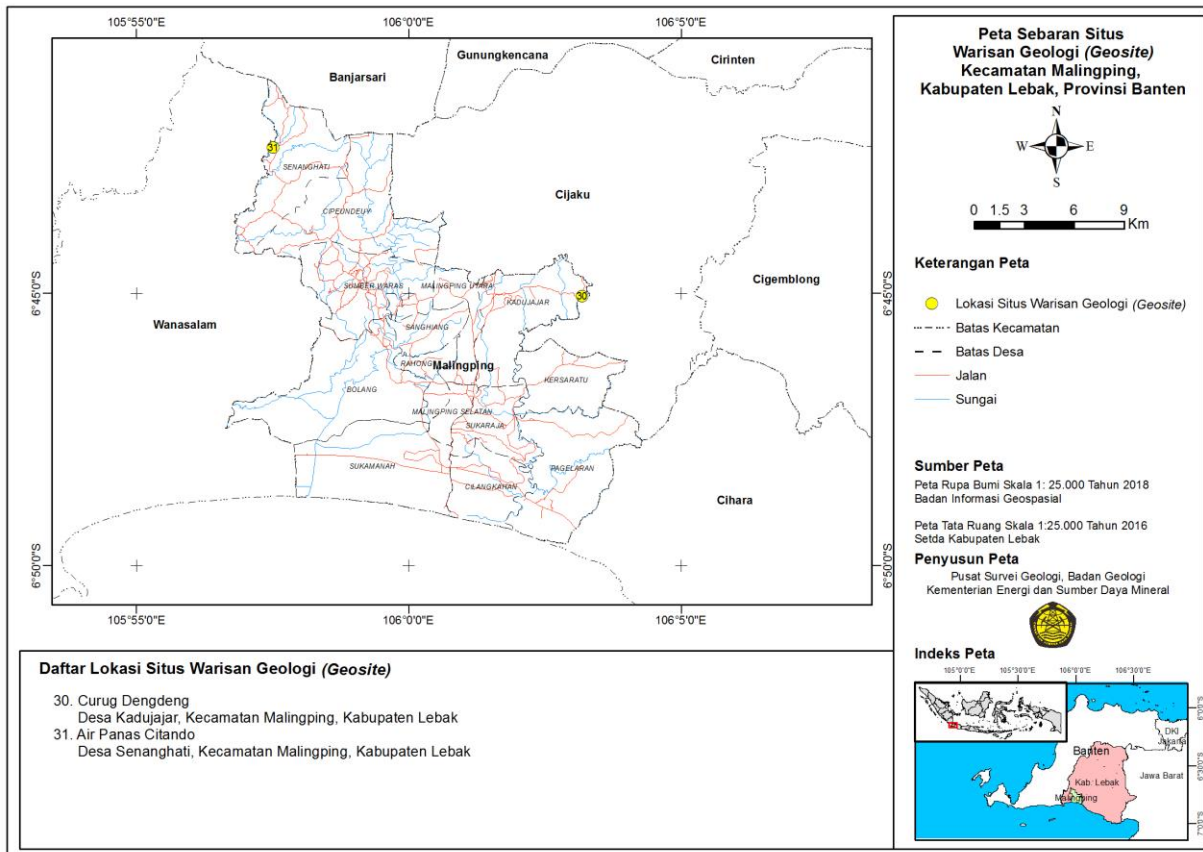 Peta Sebaran Situs
Warisan Geologi (Geosite)
Kecamatan Malingping,
Kabupaten Lebak, Provinsi Banten
N
W E
S
0 1.5 3 6 9
Km
Keterangan Peta
Lokasi Situs Warisan Geologi (Geosite)
Batas Kecamatan
Batas Desa
Jalan
Sungai
Sumber Peta
Peta Rupa Bumi Skala 1: 25.000 Tahun 2018
Badan Informasi Geospasial
Peta Tata Ruang Skala 1:25.000 Tahun 2016
Setda Kabupaten Lebak
Penyusun Peta
Pusat Survei Geologi, Badan Geologi
Kementerian Energi dan Sumber Daya Mineral
Indeks Peta
105°0'E 105°30'E 106°0'E 106°30'E
6°0'S
6°30'S
7°0'S
DKI
Jakarta
Banten
Kab. Lebak
Jawa Barat
Malingping
105°55'0"E 106°0'0"E 106°5'0"E
6°45'0"S 6°45'0"S
6°50'0"S 6°50'0"S
105°55'0"E 106°0'0"E 106°5'0"E
Gunungkencana
Cirinten
Banjarsari
31
SENANGHATI
Cijaku
CIPEUNDEUY
Cigemblong
SUMBER WARAS
MALINGPING UTARA
KADUJAJAR
30
Wanasalam
SANGHIANG
RAHONG
Malingping
KERSARATU
BOLANG
MALINGPING SELATAN
SUKARAJA
SUKAMANAH
PAGELARAN
CILANGKAHAN
Cihara
Daftar Lokasi Situs Warisan Geologi (Geosite)
30. Curug Dengdeng
Desa Kadujajar, Kecamatan Malingping, Kabupaten Lebak
31. Air Panas Citando
Desa Senanghati, Kecamatan Malingping, Kabupaten Lebak